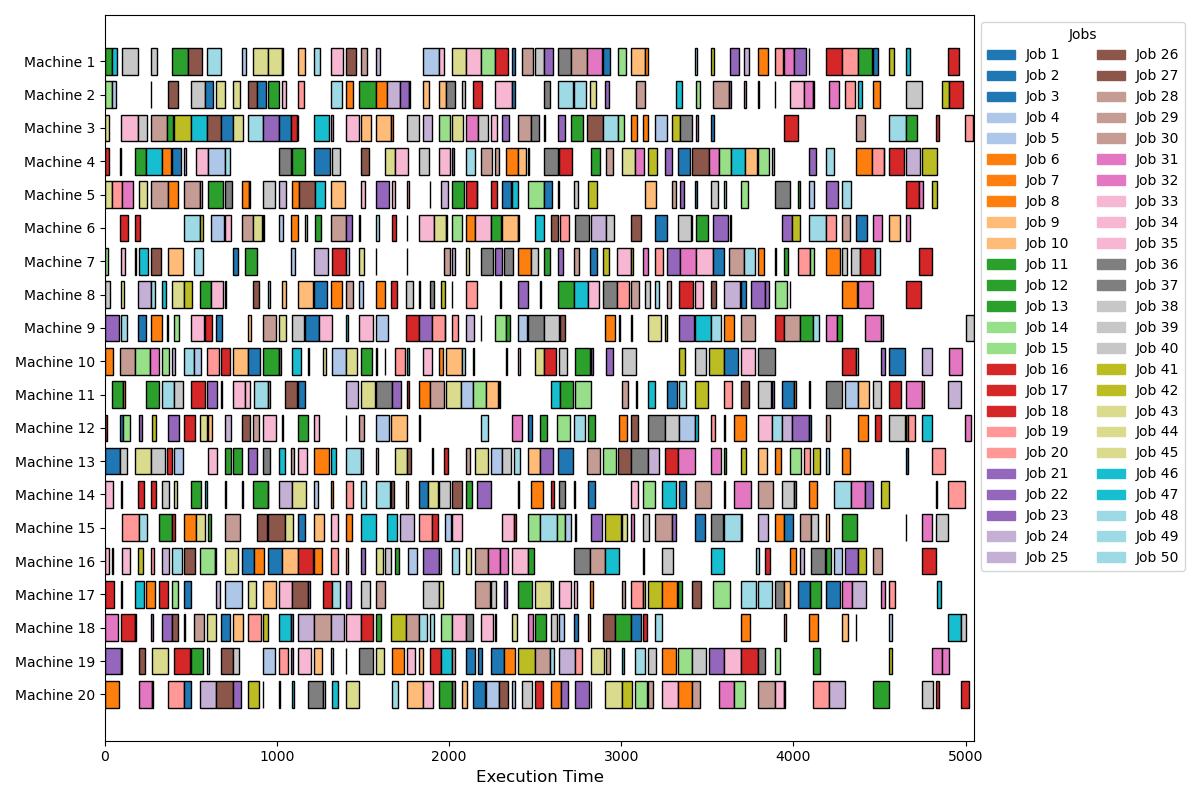 Machine 1
Machine 2
Machine 3
Machine 4
Machine 5
Machine 6
Machine 7
Machine 8
Machine 9
Machine 10
Machine 11
Machine 12
Machine 13
Machine 14
Machine 15
Machine 16
Machine 17
Machine 18
Machine 19
Machine 20
0 1000 2000 3000 4000 5000
Execution Time
Jobs
Job 1
Job 2
Job 3
Job 4
Job 5
Job 6
Job 7
Job 8
Job 9
Job 10
Job 11
Job 12
Job 13
Job 14
Job 15
Job 16
Job 17
Job 18
Job 19
Job 20
Job 21
Job 22
Job 23
Job 24
Job 25
Job 26
Job 27
Job 28
Job 29
Job 30
Job 31
Job 32
Job 33
Job 34
Job 35
Job 36
Job 37
Job 38
Job 39
Job 40
Job 41
Job 42
Job 43
Job 44
Job 45
Job 46
Job 47
Job 48
Job 49
Job 50